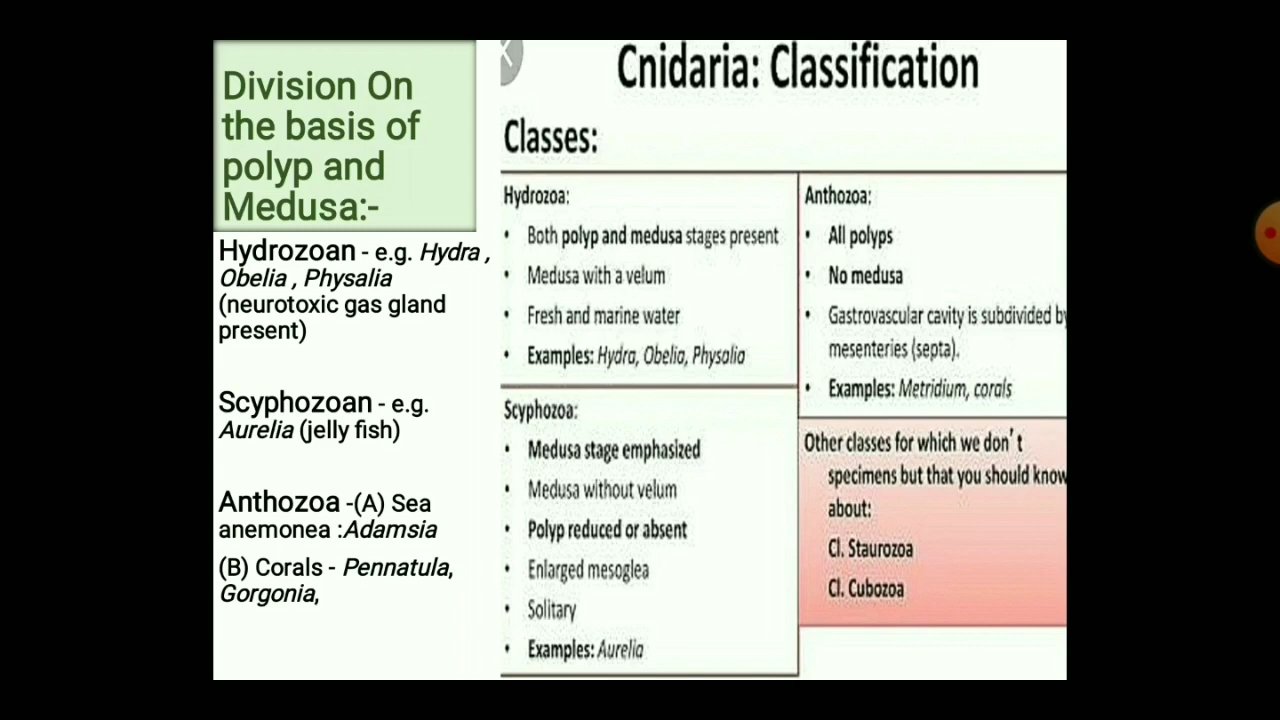 Division On
the basis of
polyp and
Medusa:-
Hydrozoan - e.g. Hydra ,
Obelia , Physalia
(neurotoxic gas gland
present)
Scyphozoan - e.g.
Aurelia (jelly fish)
Anthozoa -(A) Sea
anemonea :Adamsia
(B) Corals - Pennatula,
Gorgonia,
Cnidaria: Classification
Classes:
Hydrozoa:
• Both polyp and medusa stages present
• Medusa with a velum
• Fresh and marine water
• Examples: Hydra, Obelia, Physalia
Scyphozoa:
• Medusa stage emphasized
• Medusa without velum
• Polyp reduced or absent
• Enlarged mesoglea
• Solitary
• Examples: Aurelia
Anthozoa:
• All polyps
• No medusa
• Gastrovascular cavity is subdivided by
mesenteries (septa).
• Examples: Metridium, corals
Other classes for which we don't
specimens but that you should know
about:
Cl. Staurozoa
Cl. Cubozoa